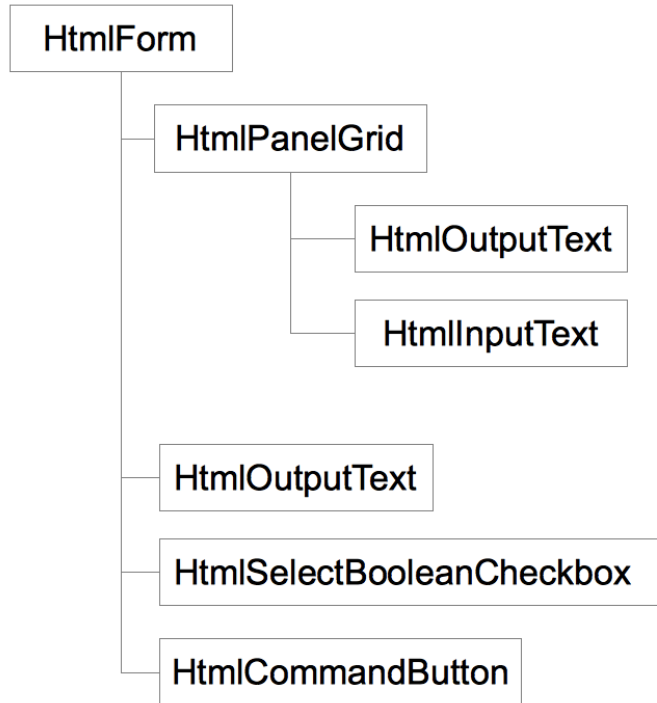 HtmlForm
HtmlPanelGrid
HtmlOutputText
HtmlInputText
HtmlOutputText
HtmlSelectBooleanCheckbox
HtmlCommandButton